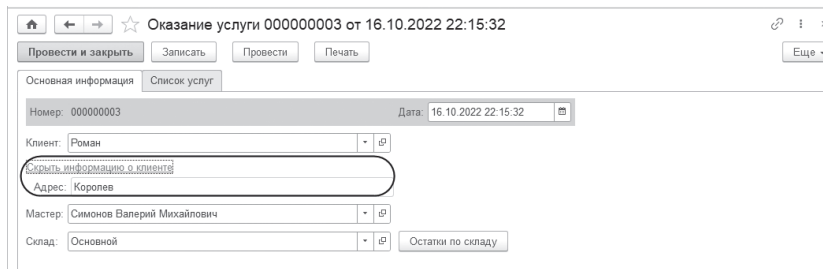 Оказание услуги 000000003 от 16.10.2022 22:15:32
Провести и закрыть Записать Провести Печать Еще
Основная информация Список услуг
Номер: 000000003 Дата: 16.10.2022 22:15:32
Клиент: Роман
Скрыть информацию о клиенте
Адрес: Королев
Мастер: Симонов Валерий Михайлович
Склад: Основной Остатки по складу